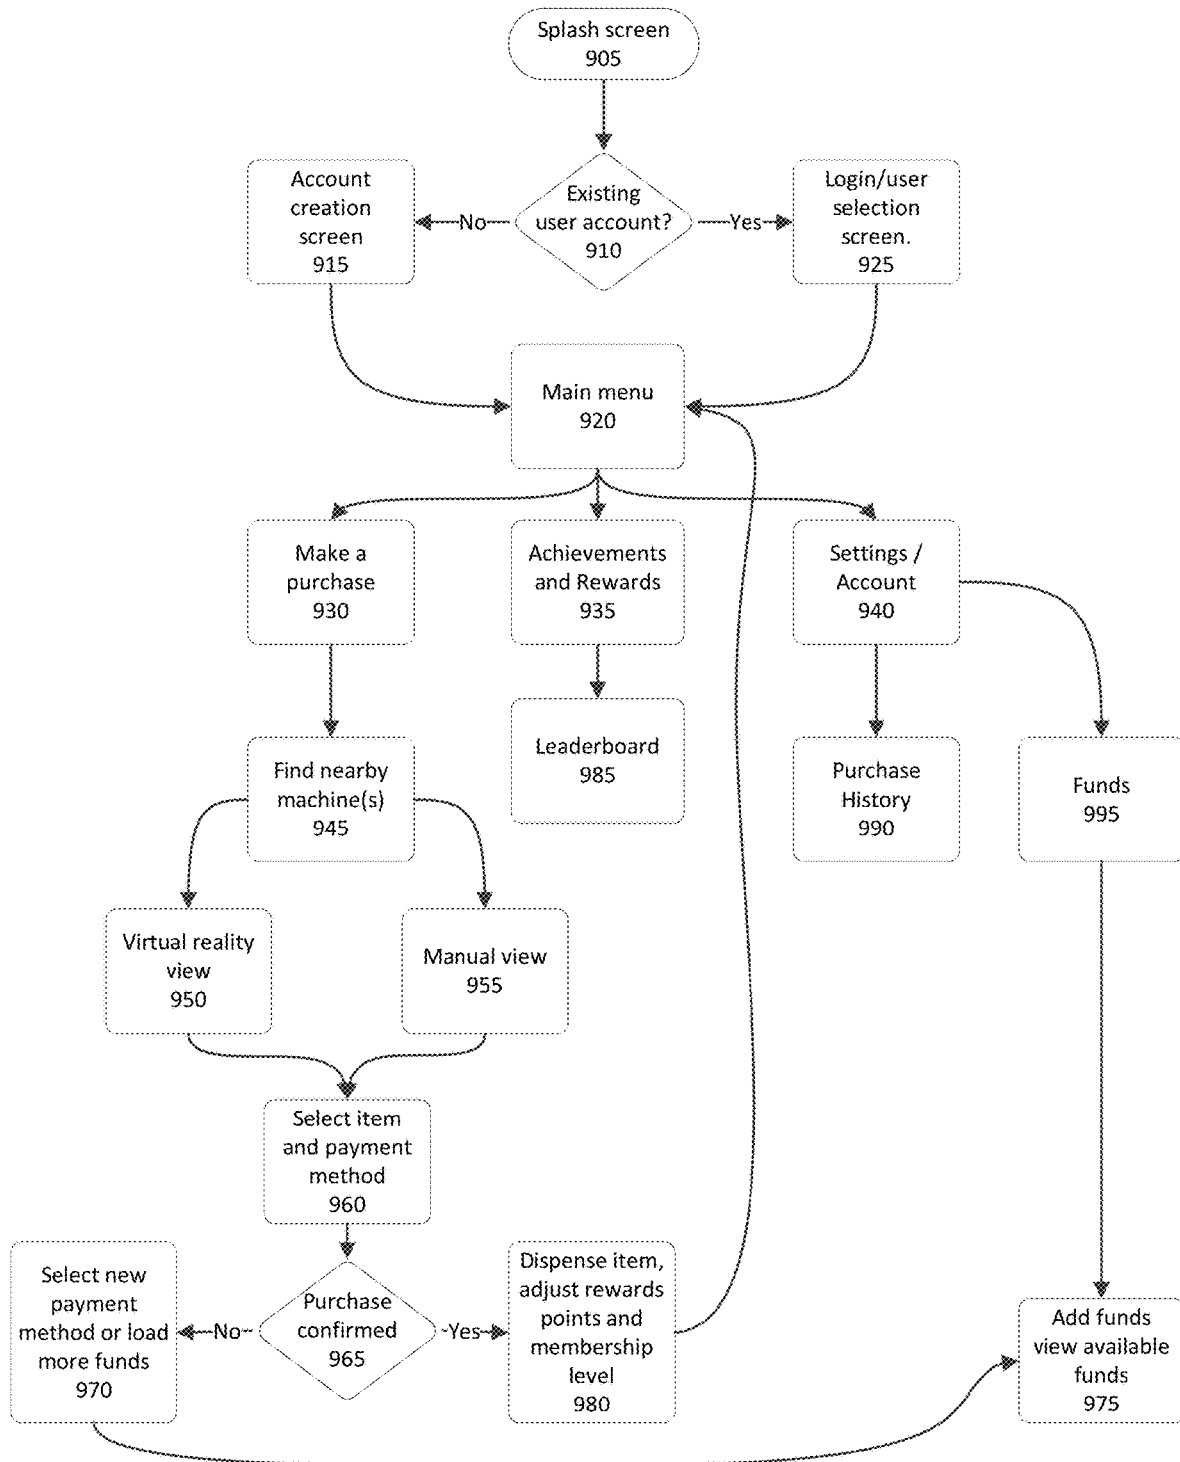 Splash screen
905
Account
creation
screen
915
No
Existing
user account?
910
Yes
Login/user
selection
screen.
925
Main menu
920
Make a
purchase
930
Achievements
and Rewards
935
Settings /
Account
940
Find nearby
machine(s)
945
Leaderboard
985
Purchase
History
990
Funds
995
Virtual reality
view
950
Manual view
955
Select item
and payment
method
960
Select new
payment
method or load
more funds
970
No
Purchase
confirmed
965
Yes
Dispense item,
adjust rewards
points and
membership
level
980
Add funds
view available
funds
975